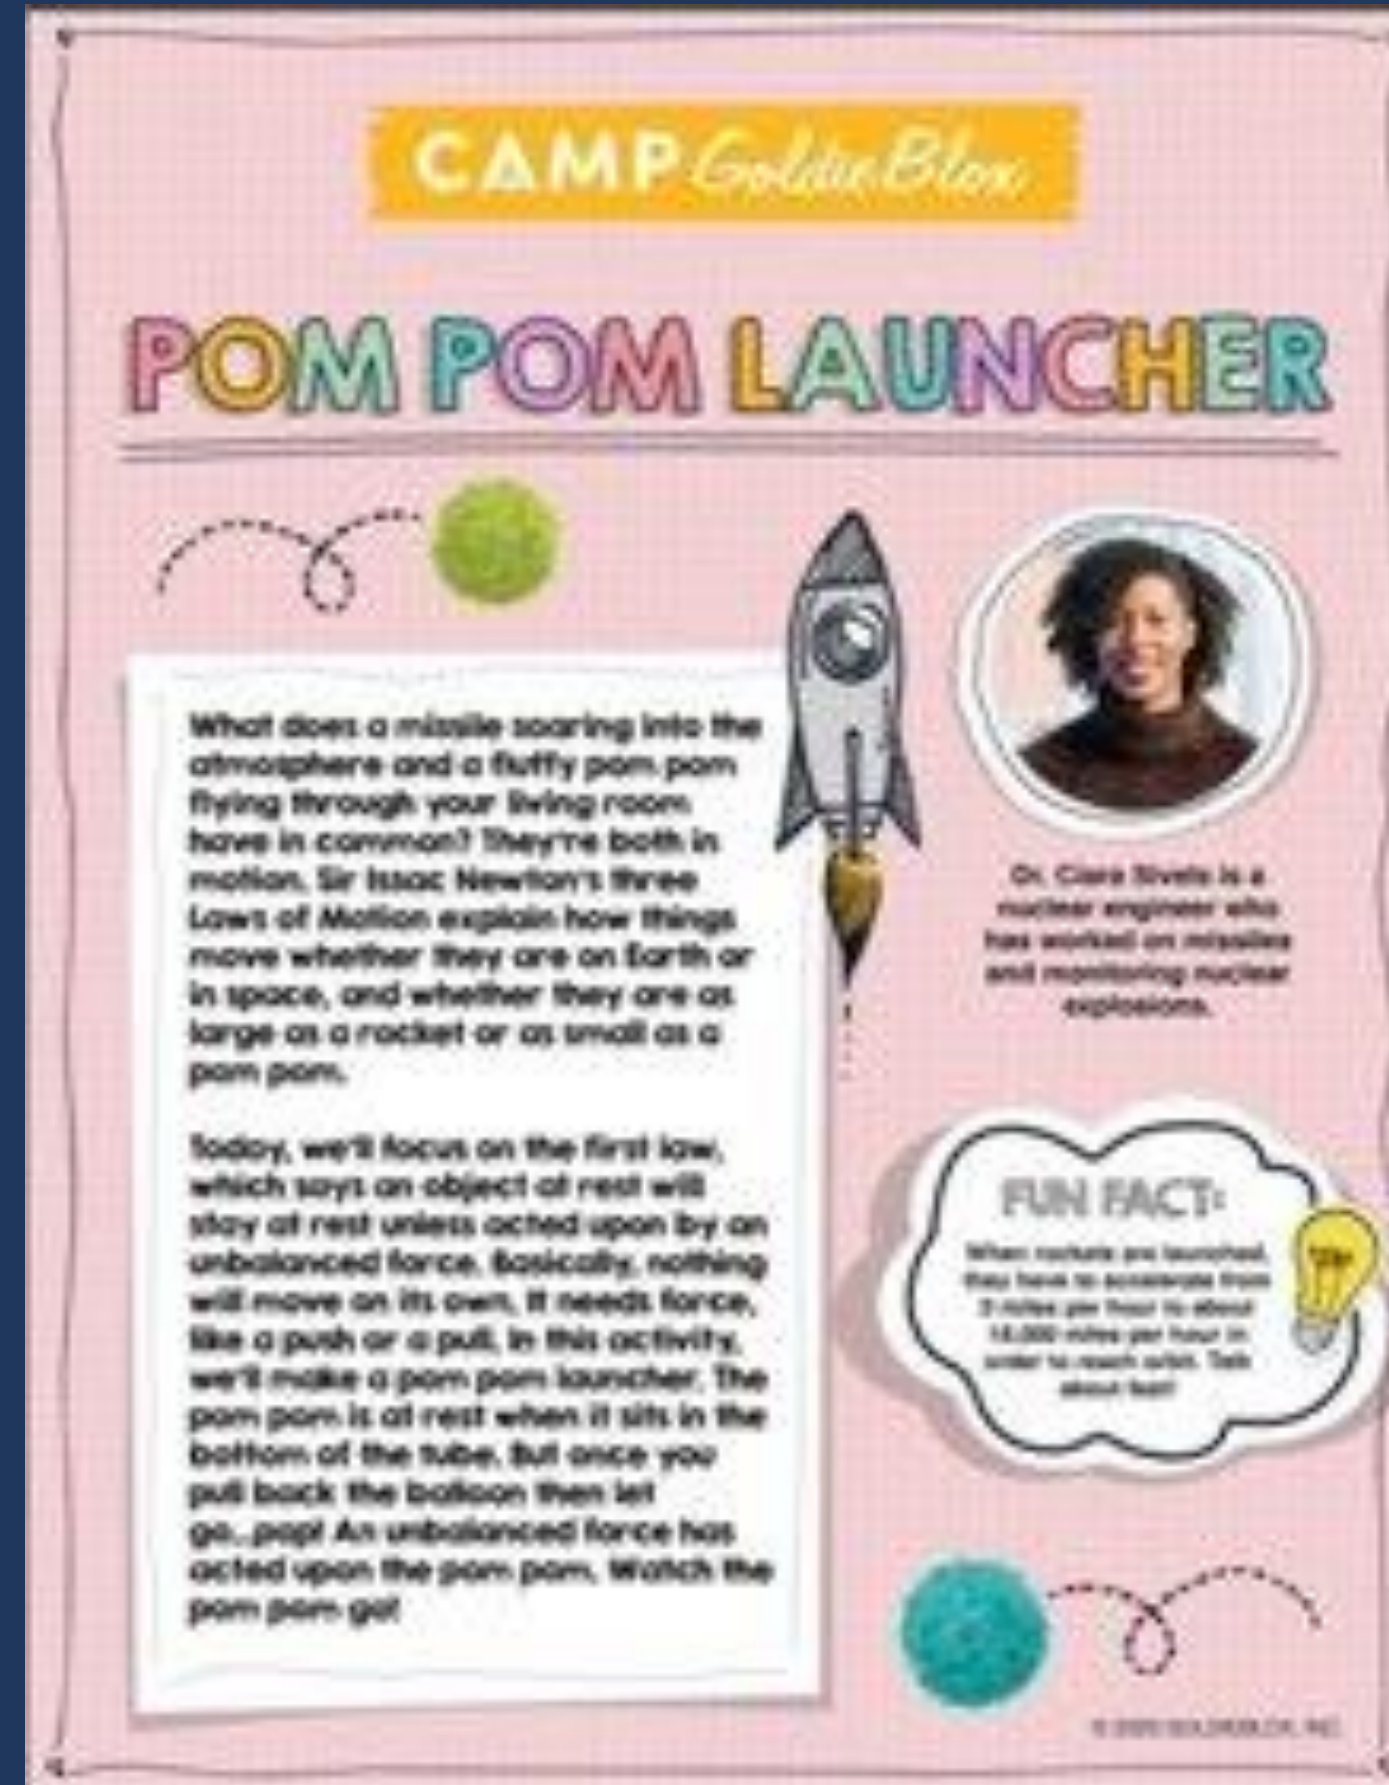 CAMP GoldieBlox
POM POM LAUNCHER
What does a missile soaring into the
atmosphere and a fluffy pom pom
flying through your living room
have in common? They're both in
motion. Sir Issac Newton's three
Laws of Motion explain how things
move whether they are on Earth or
in space, and whether they are as
large as a rocket or as small as a
pom pom.
Today, we'll focus on the first law,
which says an object at rest will
stay at rest unless acted upon by an
unbalanced force. Basically, nothing
will move on its own. It needs force,
like a push or a pull. In this activity,
we'll make a pom pom launcher. The
pom pom is at rest when it sits in the
bottom of the tube. But once you
pull back the balloon then let
go...pop! An unbalanced force has
acted upon the pom pom. Watch the
pom pom go!
Dr. Ciara Sivels is a
nuclear engineer who
has worked on missiles
and monitoring nuclear
explosions.
FUN FACT:
When rockets are launched,
they have to accelerate from
0 miles per hour to about
miles per hour in
order to reach orbit. Talk
about fast!
© 2020 GOLDIEBLOX, INC.